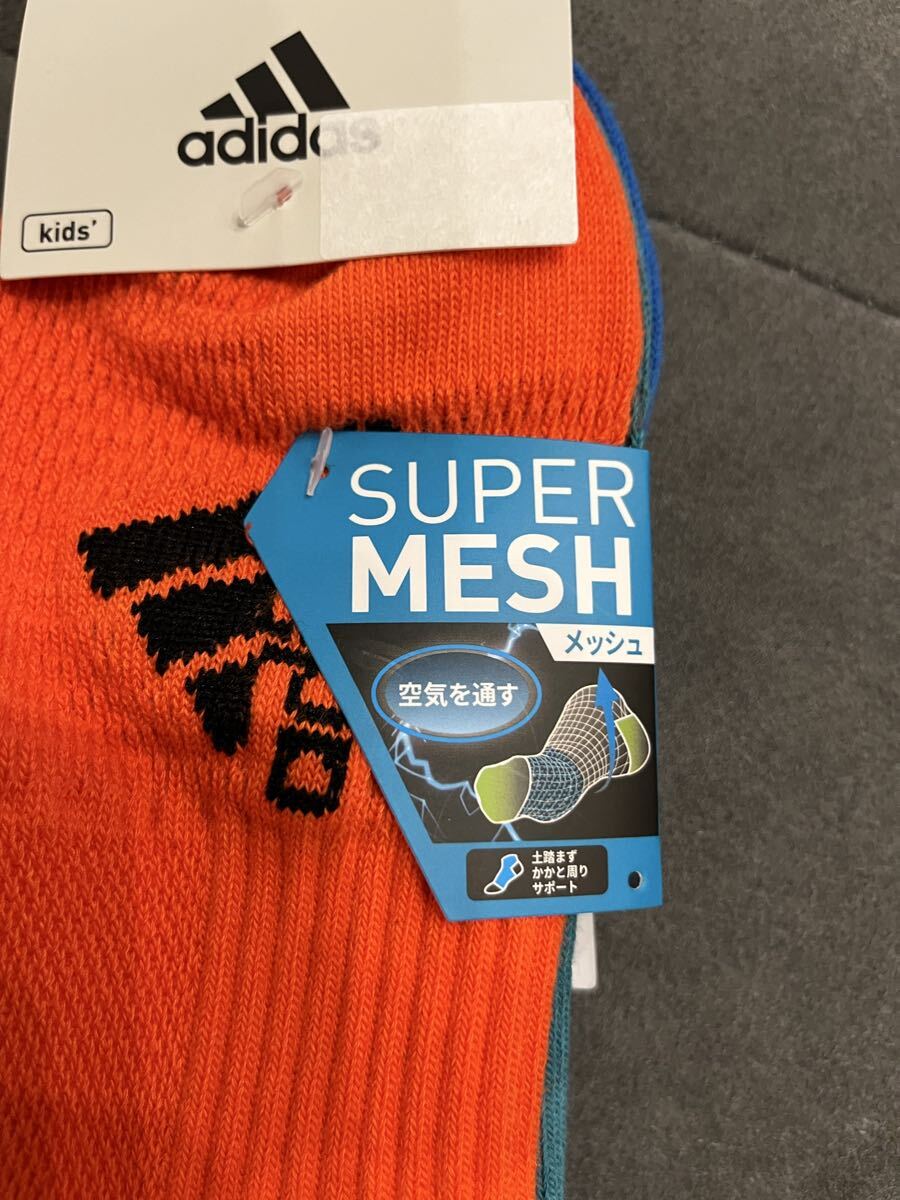 adidas
kids'
SUPER
MESH
メッシュ
空気を通す
土踏まず
かかと周り
サポート